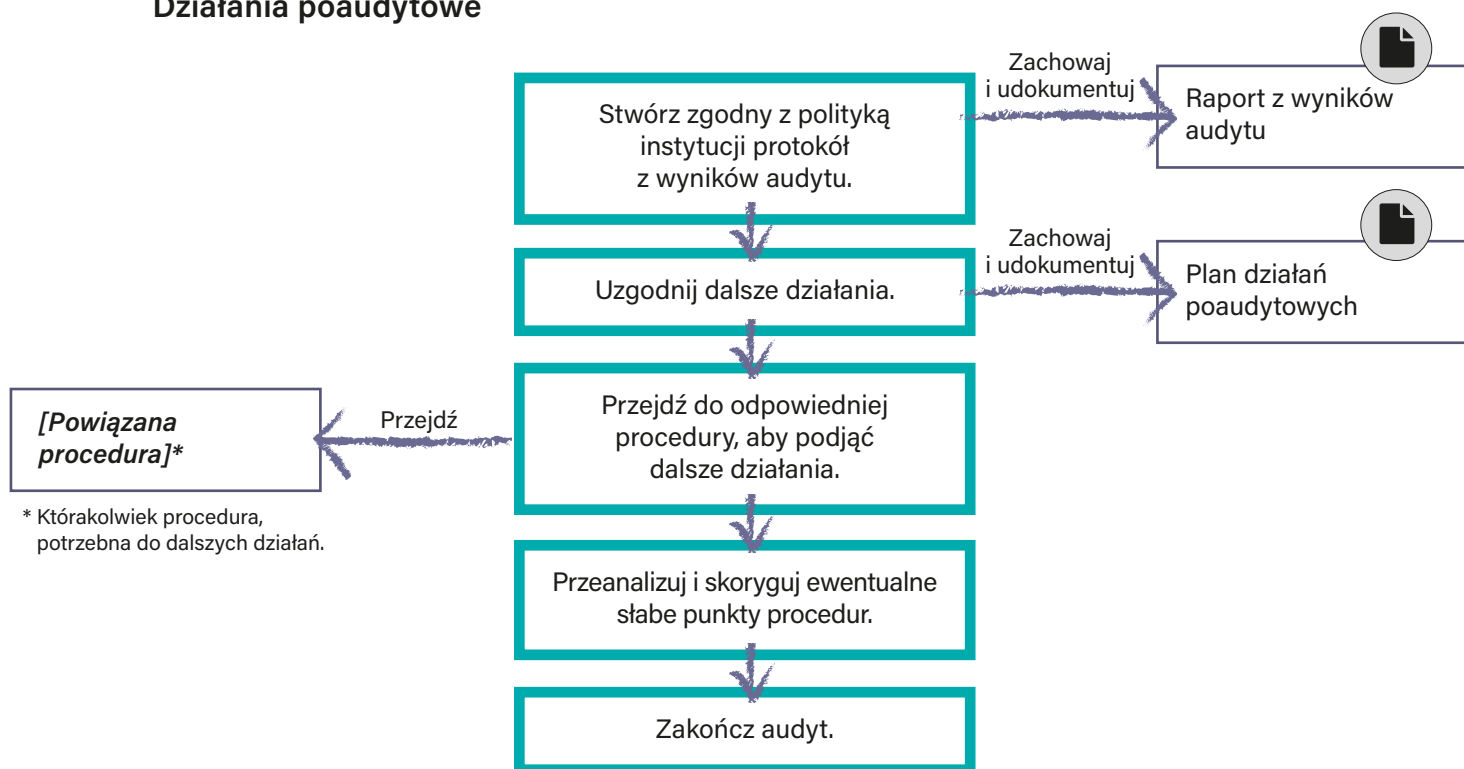 Działania poaudytowe
Stwórz zgodny z polityką
instytucji protokół
z wyników audytu.
Zachowaj
i udokumentuj
Raport z wyników
audytu
Uzgodnij dalsze działania.
Zachowaj
i udokumentuj
Plan działań
poaudytowych
Przejdź do odpowiedniej
procedury, aby podjąć
dalsze działania.
Przejdź
[Powiązana
procedura]*
* Którakolwiek procedura,
potrzebna do dalszych działań.
Przeanalizuj i skoryguj ewentualne
słabe punkty procedur.
Zakończ audyt.